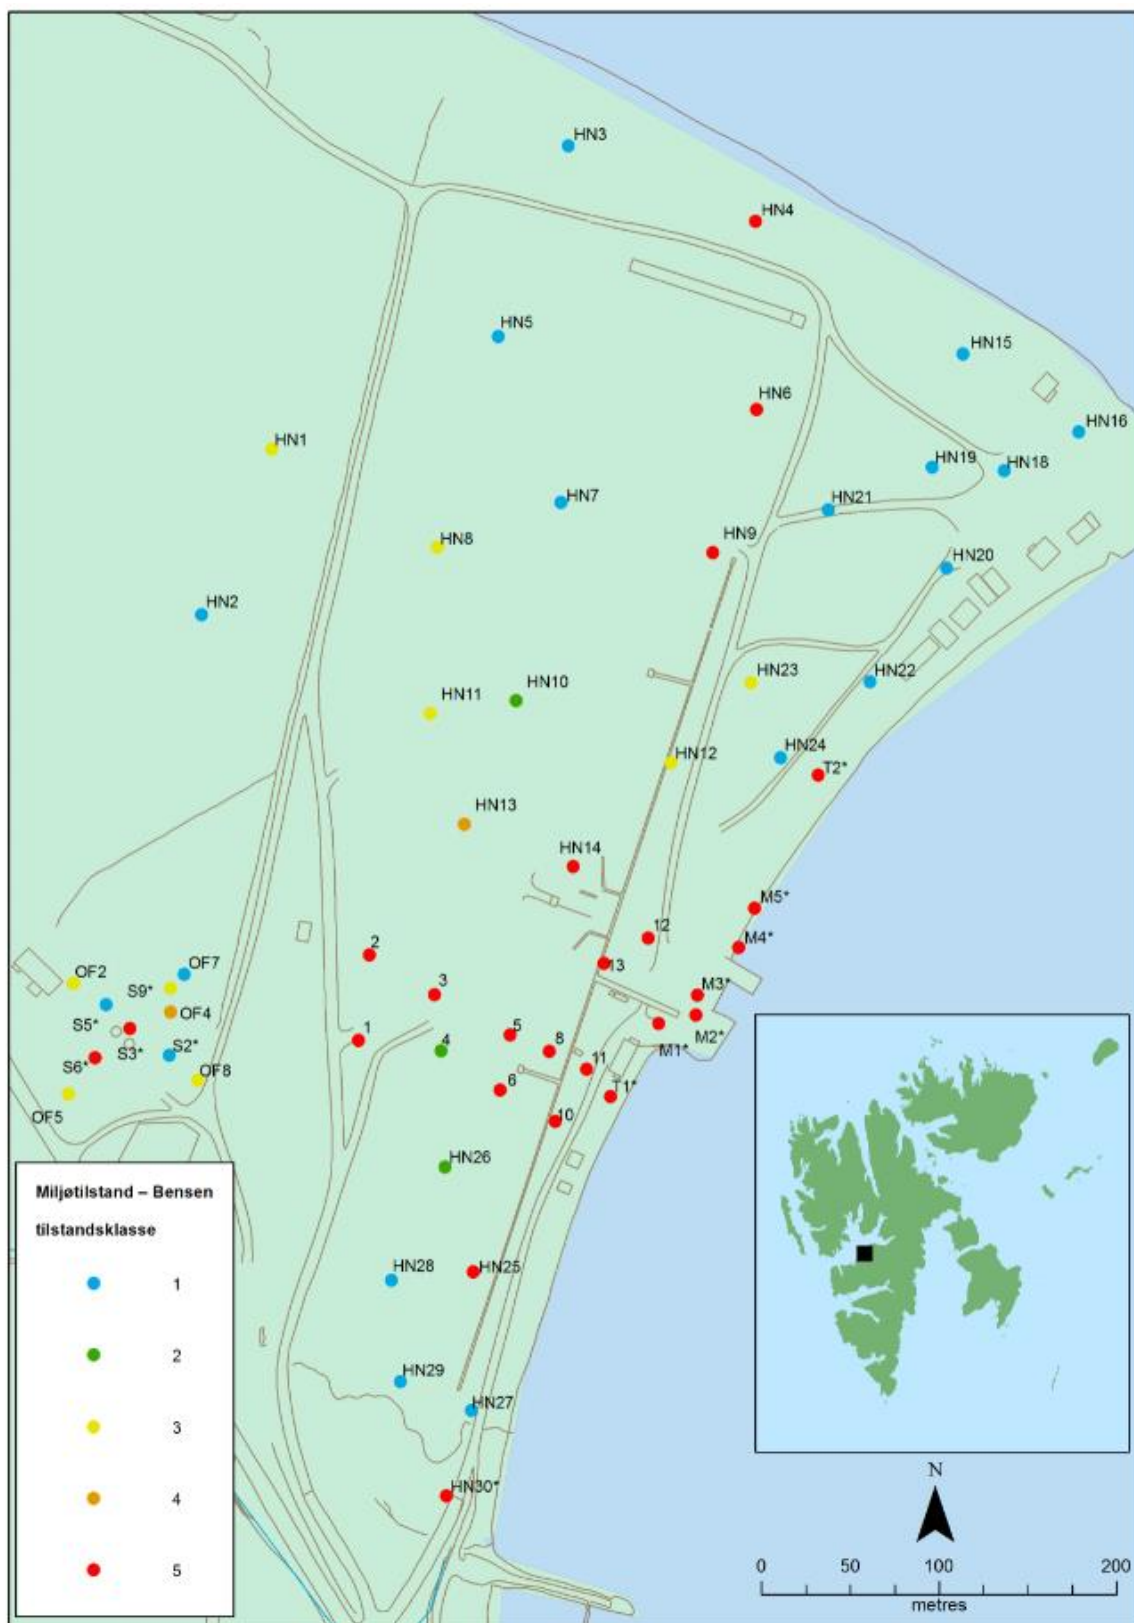 HN3
HN4
HN5
HN15
HN6
HN16
HN1
HN19
HN18
HN7
HN21
HN8
HN9
HN20
HN2
HN10
HN23
HN22
HN11
HN12
HN24
T2*
HN13
HN14
M5*
12
M4*
2
13
OF7
OF2
S9*
3
M3*
OF4
S5*
M2*
5
M1*
1
4
8
S3*
S2*
S6*
11
OF8
6
T1*
OF5
10
HN26
Miljøtilstand – Bensen
tilstandsklasse
1
2
3
4
5
HN28
HN25
HN29
HN27
HN30*
N
0 50 100 200
metres